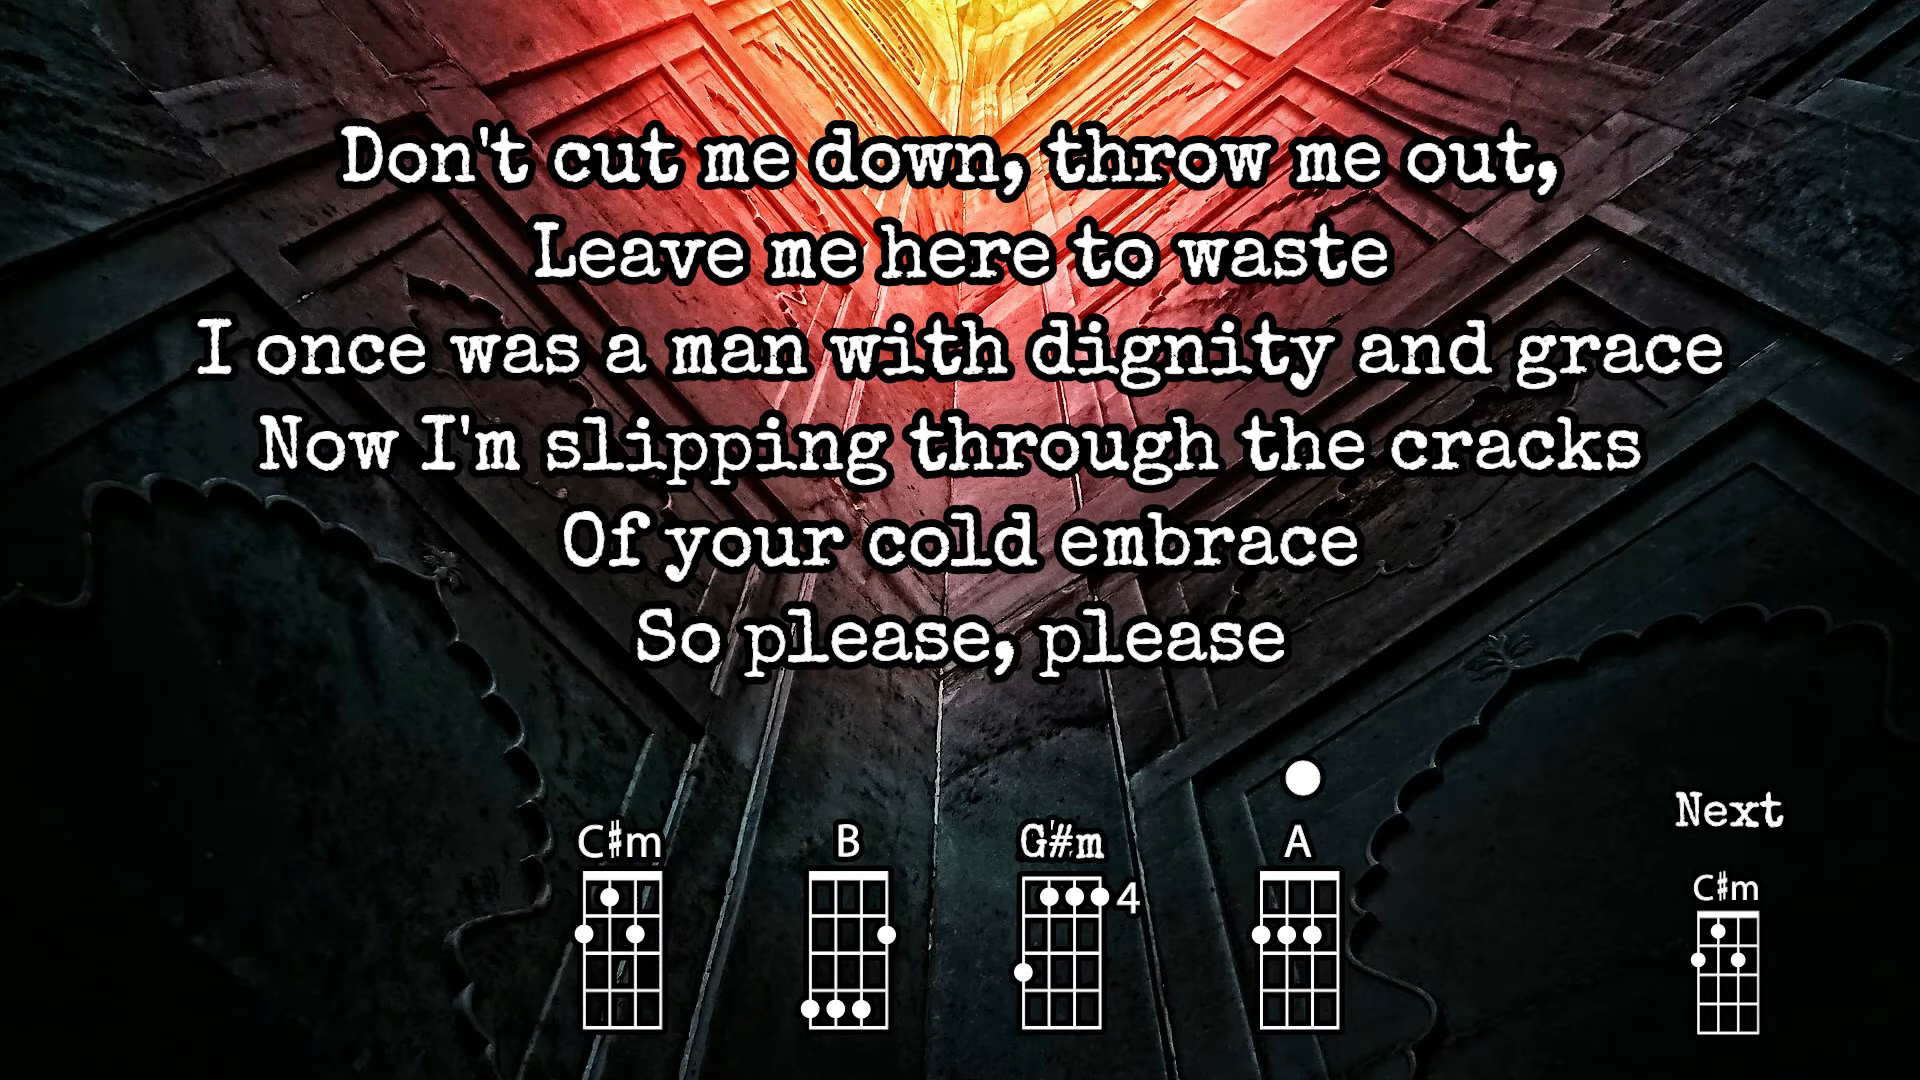 Don't cut me down, throw me out,
Leave me here to waste
I once was a man with dignity and grace
Now I'm slipping through the cracks
Of your cold embrace
So please, please
Next
C#m
B
G#m
A
4
C#m